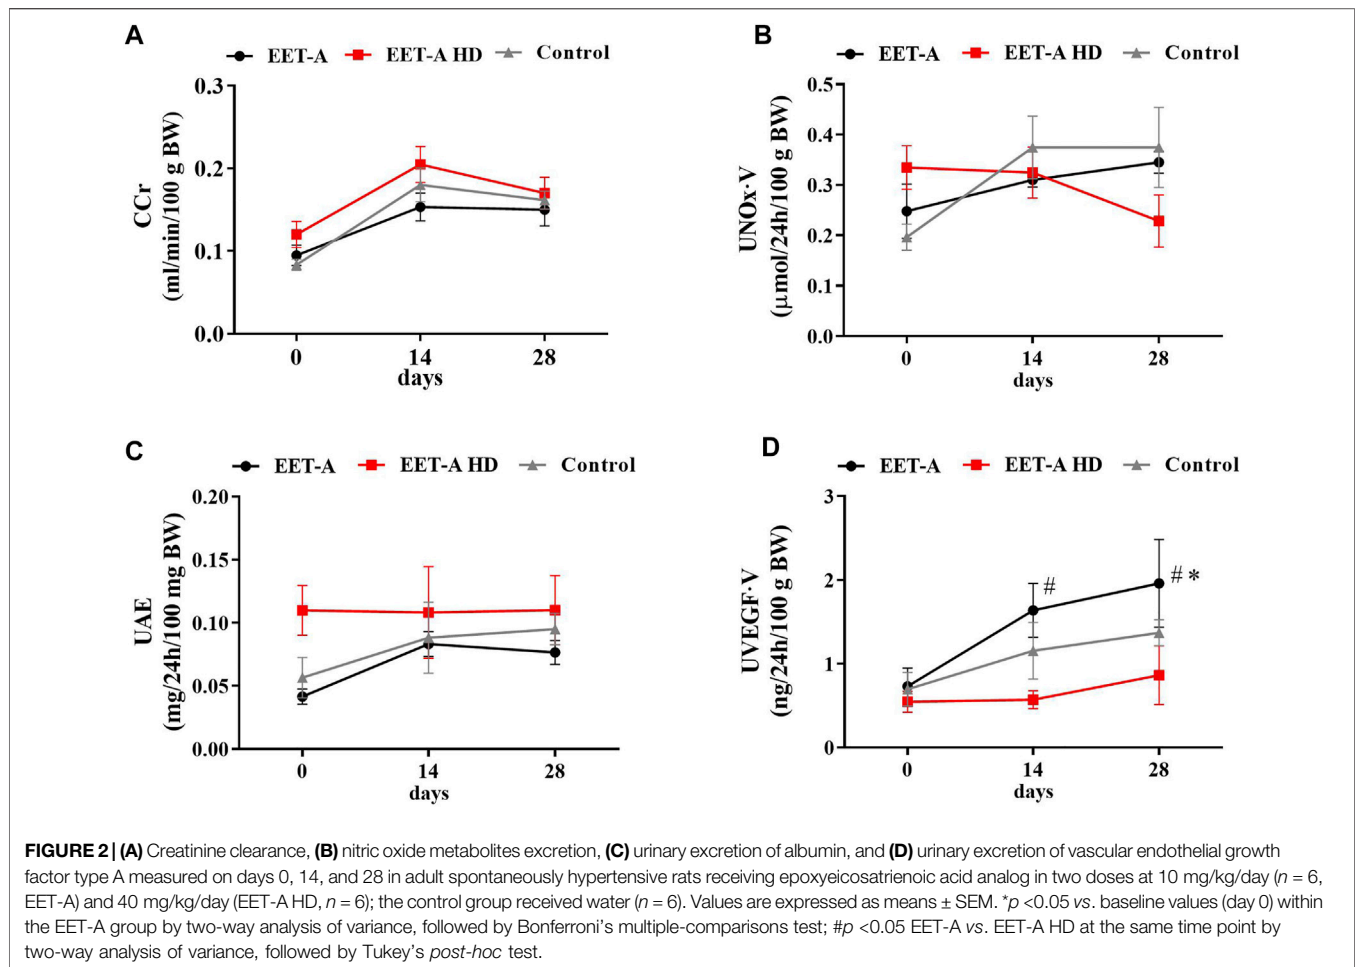 A
EET-A EET-A HD Control
CCr
(ml/min/100 g BW)
0.3
0.2
0.1
0.0
0 14 28
days
B
EET-A EET-A HD Control
UNOx·V
(μmol/24h/100 g BW)
0.5
0.4
0.3
0.2
0.1
0.0
0 14 28
days
C
EET-A EET-A HD Control
UAE
(mg/24h/100 mg BW)
0.20
0.15
0.10
0.05
0.00
0 14 28
days
D
EET-A EET-A HD Control
UVEGF·V
(ng/24h/100 g BW)
3
2
1
0
#
#*
0 14 28
days
FIGURE 2 | (A) Creatinine clearance, (B) nitric oxide metabolites excretion, (C) urinary excretion of albumin, and (D) urinary excretion of vascular endothelial growth
factor type A measured on days 0, 14, and 28 in adult spontaneously hypertensive rats receiving epoxyeicosatrienoic acid analog in two doses at 10 mg/kg/day (n = 6,
EET-A) and 40 mg/kg/day (EET-A HD, n = 6); the control group received water (n = 6). Values are expressed as means ± SEM. *p <0.05 vs. baseline values (day 0) within
the EET-A group by two-way analysis of variance, followed by Bonferroni's multiple-comparisons test; #p <0.05 EET-A vs. EET-A HD at the same time point by
two-way analysis of variance, followed by Tukey's post-hoc test.